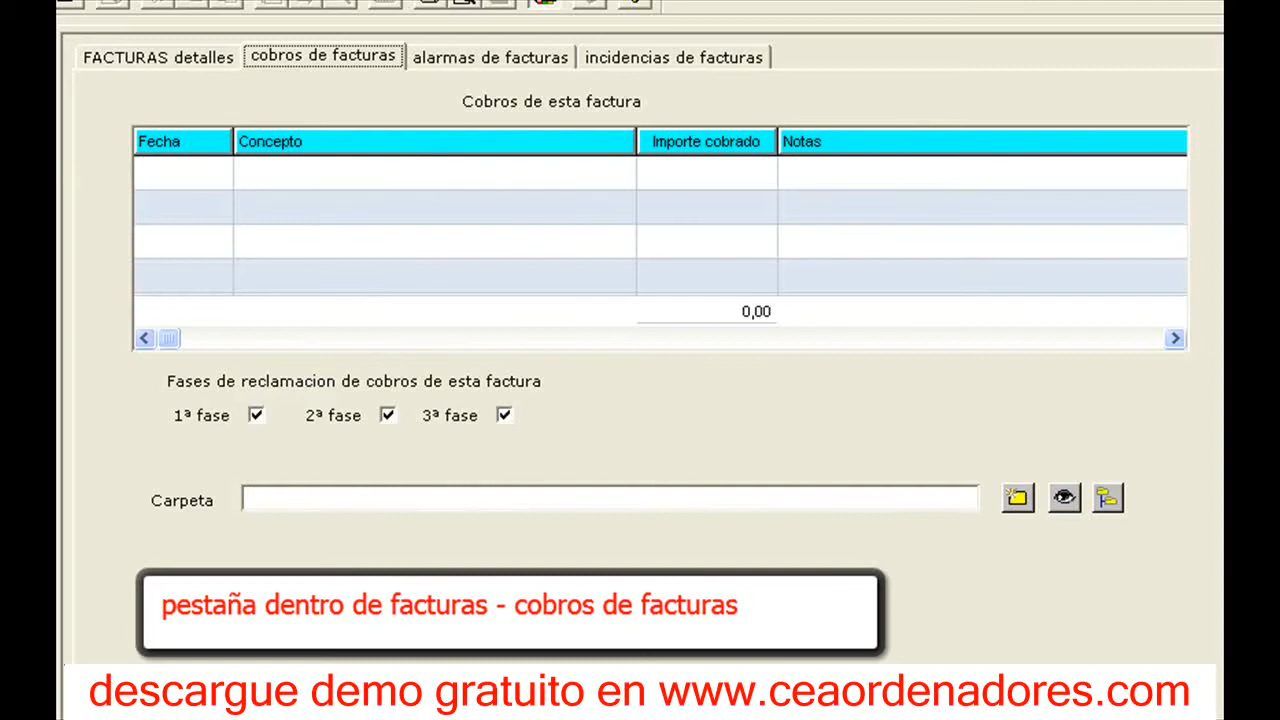 FACTURAS detalles cobros de facturas alarmas de facturas incidencias de facturas
Cobros de esta factura
Fecha Concepto Importe cobrado Notas
0,00
Fases de reclamacion de cobros de esta factura
1ª fase 2ª fase 3ª fase
Carpeta
pestaña dentro de facturas - cobros de facturas
descargue demo gratuito en www.ceaordenadores.com